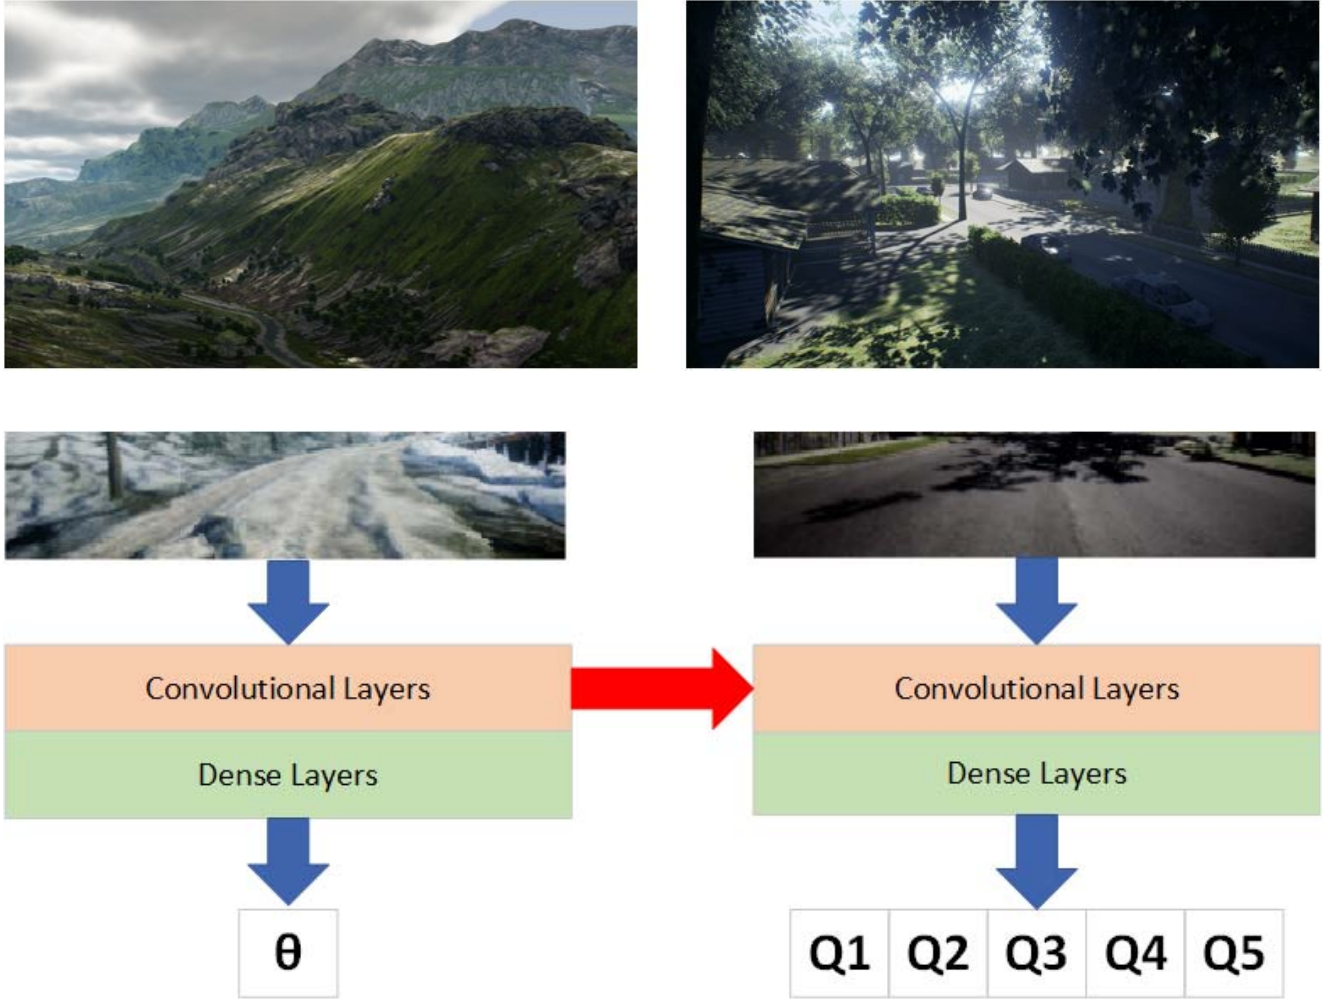 Convolutional Layers
Convolutional Layers
Dense Layers
Dense Layers
θ
Q1 Q2 Q3 Q4 Q5